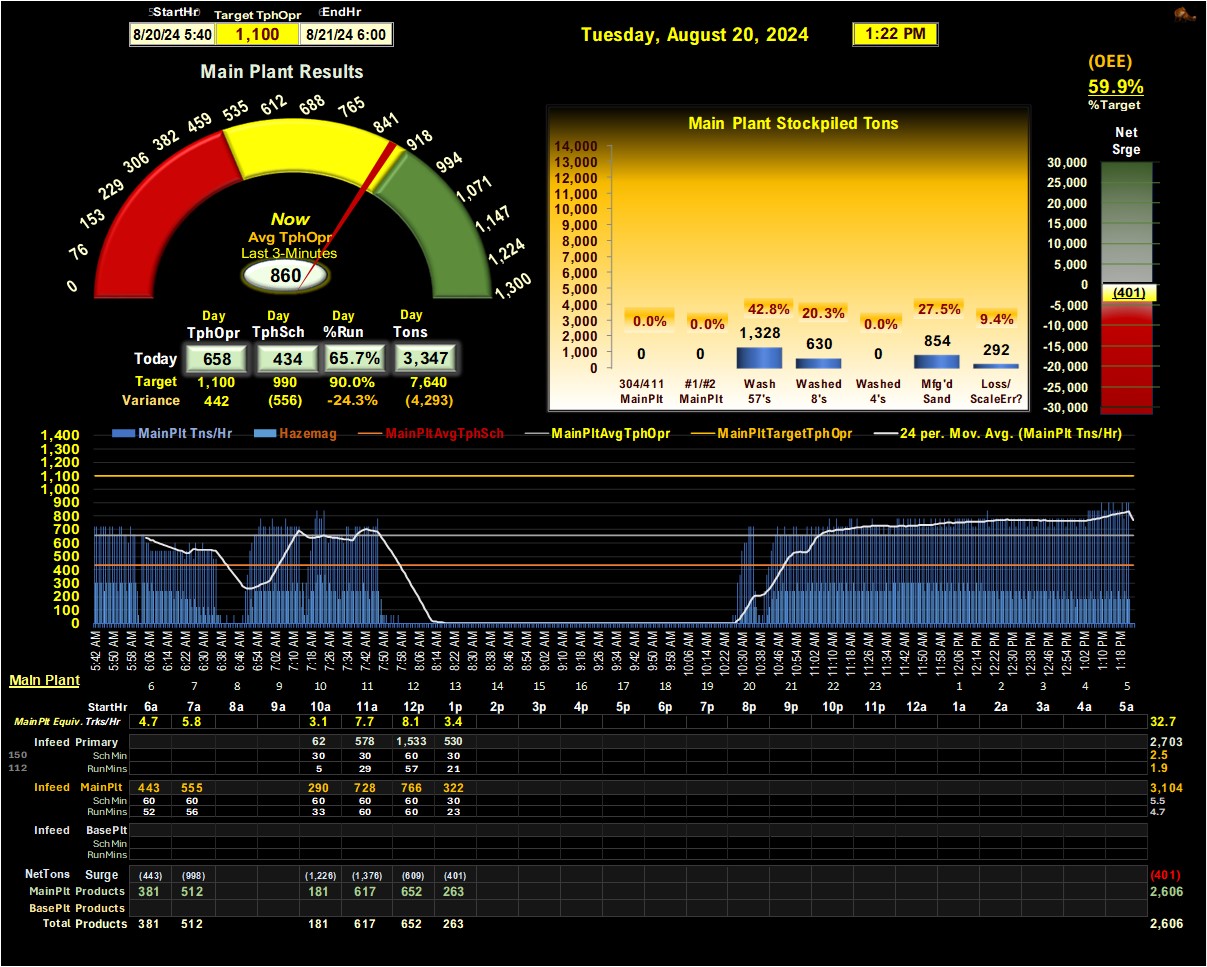 StartHr Target TphOpr EndHr
8/20/24 5:40 1,100 8/21/24 6:00
Tuesday, August 20, 2024 1:22 PM
(OEE)
59.9%
%Target
Main Plant Results
0 76 153 229 306 382 459 535 612 688 765 841 918 994 1,071 1,147 1,224 1,300
Now
Avg TphOpr
Last 3-Minutes
860
Day Day Day Day
TphOpr TphSch %Run Tons
Today 658 434 65.7% 3,347
Target 1,100 990 90.0% 7,640
Variance 442 (556) -24.3% (4,293)
Main Plant Stockpiled Tons
14,000
13,000
12,000
11,000
10,000
9,000
8,000
7,000
6,000
5,000
4,000
3,000
2,000
1,000
0
0.0% 0.0% 42.8% 20.3% 0.0% 27.5% 9.4%
0 0 1,328 630 0 854 292
304/411 #1/#2 Wash Washed Washed Mfg'd Loss/
MainPlt MainPlt 57's 8's 4's Sand ScaleErr?
Net
Srge
30,000
25,000
20,000
15,000
10,000
5,000
0
(401)
-5,000
-10,000
-15,000
-20,000
-25,000
-30,000
MainPlt Tns/Hr Hazemag MainPltAvgTphSch MainPltAvgTphOpr MainPltTargetTphOpr 24 per. Mov. Avg. (MainPlt Tns/Hr)
1,400
1,300
1,200
1,100
1,000
900
800
700
600
500
400
300
200
100
0
5:42 AM 5:50 AM 5:58 AM 6:06 AM 6:14 AM 6:22 AM 6:30 AM 6:38 AM 6:46 AM 6:54 AM 7:02 AM 7:10 AM 7:18 AM 7:26 AM 7:34 AM 7:42 AM 7:50 AM 7:58 AM 8:06 AM 8:14 AM 8:22 AM 8:30 AM 8:38 AM 8:46 AM 8:54 AM 9:02 AM 9:10 AM 9:18 AM 9:26 AM 9:34 AM 9:42 AM 9:50 AM 9:58 AM 10:06 AM 10:14 AM 10:22 AM 10:30 AM 10:38 AM 10:46 AM 10:54 AM 11:02 AM 11:10 AM 11:18 AM 11:26 AM 11:34 AM 11:42 AM 11:50 AM 11:58 AM 12:06 PM 12:14 PM 12:22 PM 12:30 PM 12:38 PM 12:46 PM 12:54 PM 1:02 PM 1:10 PM 1:18 PM
Main Plant 6 7 8 9 10 11 12 13 14 15 16 17 18 19 20 21 22 23 1 2 3 4 5
StartHr 6a 7a 8a 9a 10a 11a 12p 1p 2p 3p 4p 5p 6p 7p 8p 9p 10p 11p 12a 1a 2a 3a 4a 5a
MainPlt Equiv. Trks/Hr 4.7 5.8 3.1 7.7 8.1 3.4 32.7
Infeed Primary 62 578 1,533 530 2,703
150 Sch Min 30 30 60 30 2.5
112 RunMins 5 29 57 21 1.9
Infeed MainPlt 443 555 290 728 766 322 3,104
Sch Min 60 60 60 60 60 30 5.5
RunMins 52 56 33 60 60 23 4.7
Infeed BasePlt
Sch Min
RunMins
NetTons Surge (443) (998) (1,226) (1,376) (609) (401) (401)
MainPlt Products 381 512 181 617 652 263 2,606
BasePlt Products
Total Products 381 512 181 617 652 263 2,606